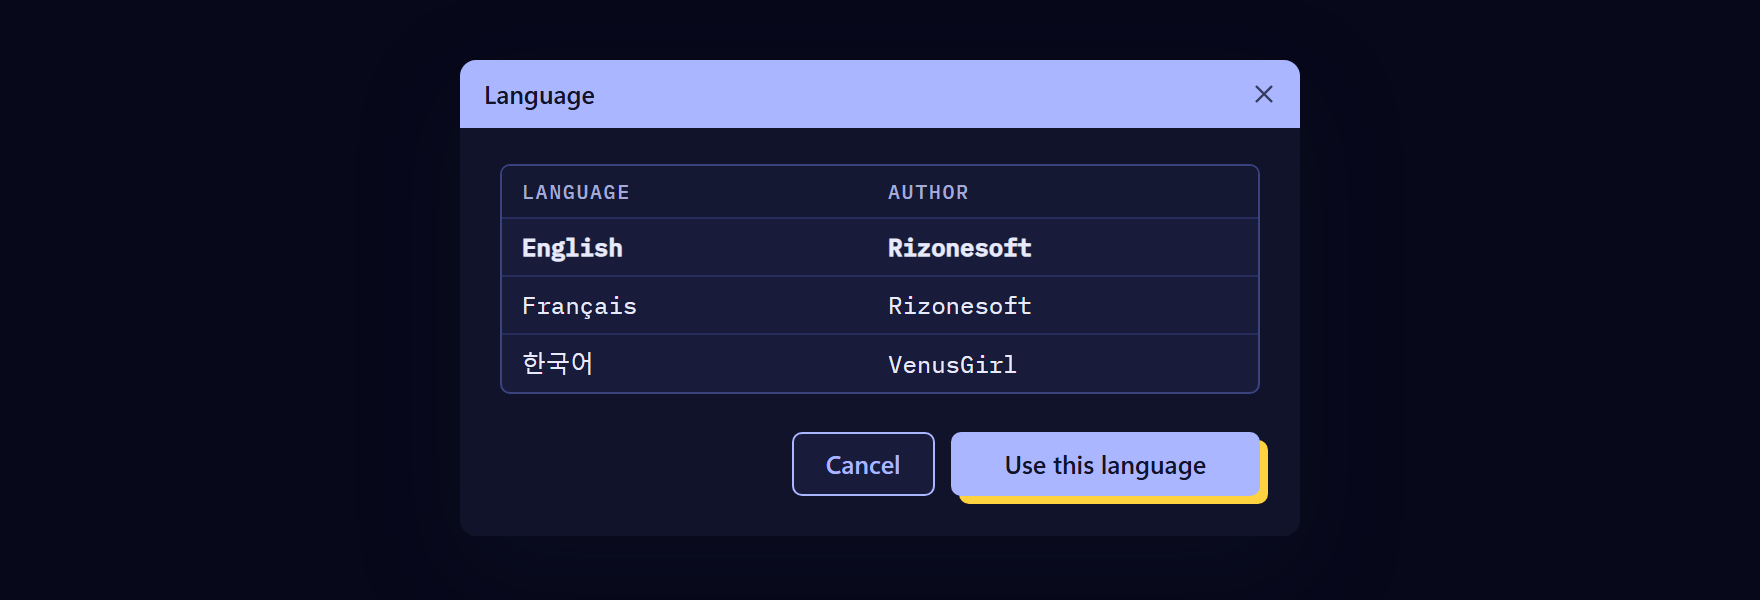 Language
LANGUAGE AUTHOR
English Rizonesoft
Français Rizonesoft
한국어 VenusGirl
Cancel Use this language